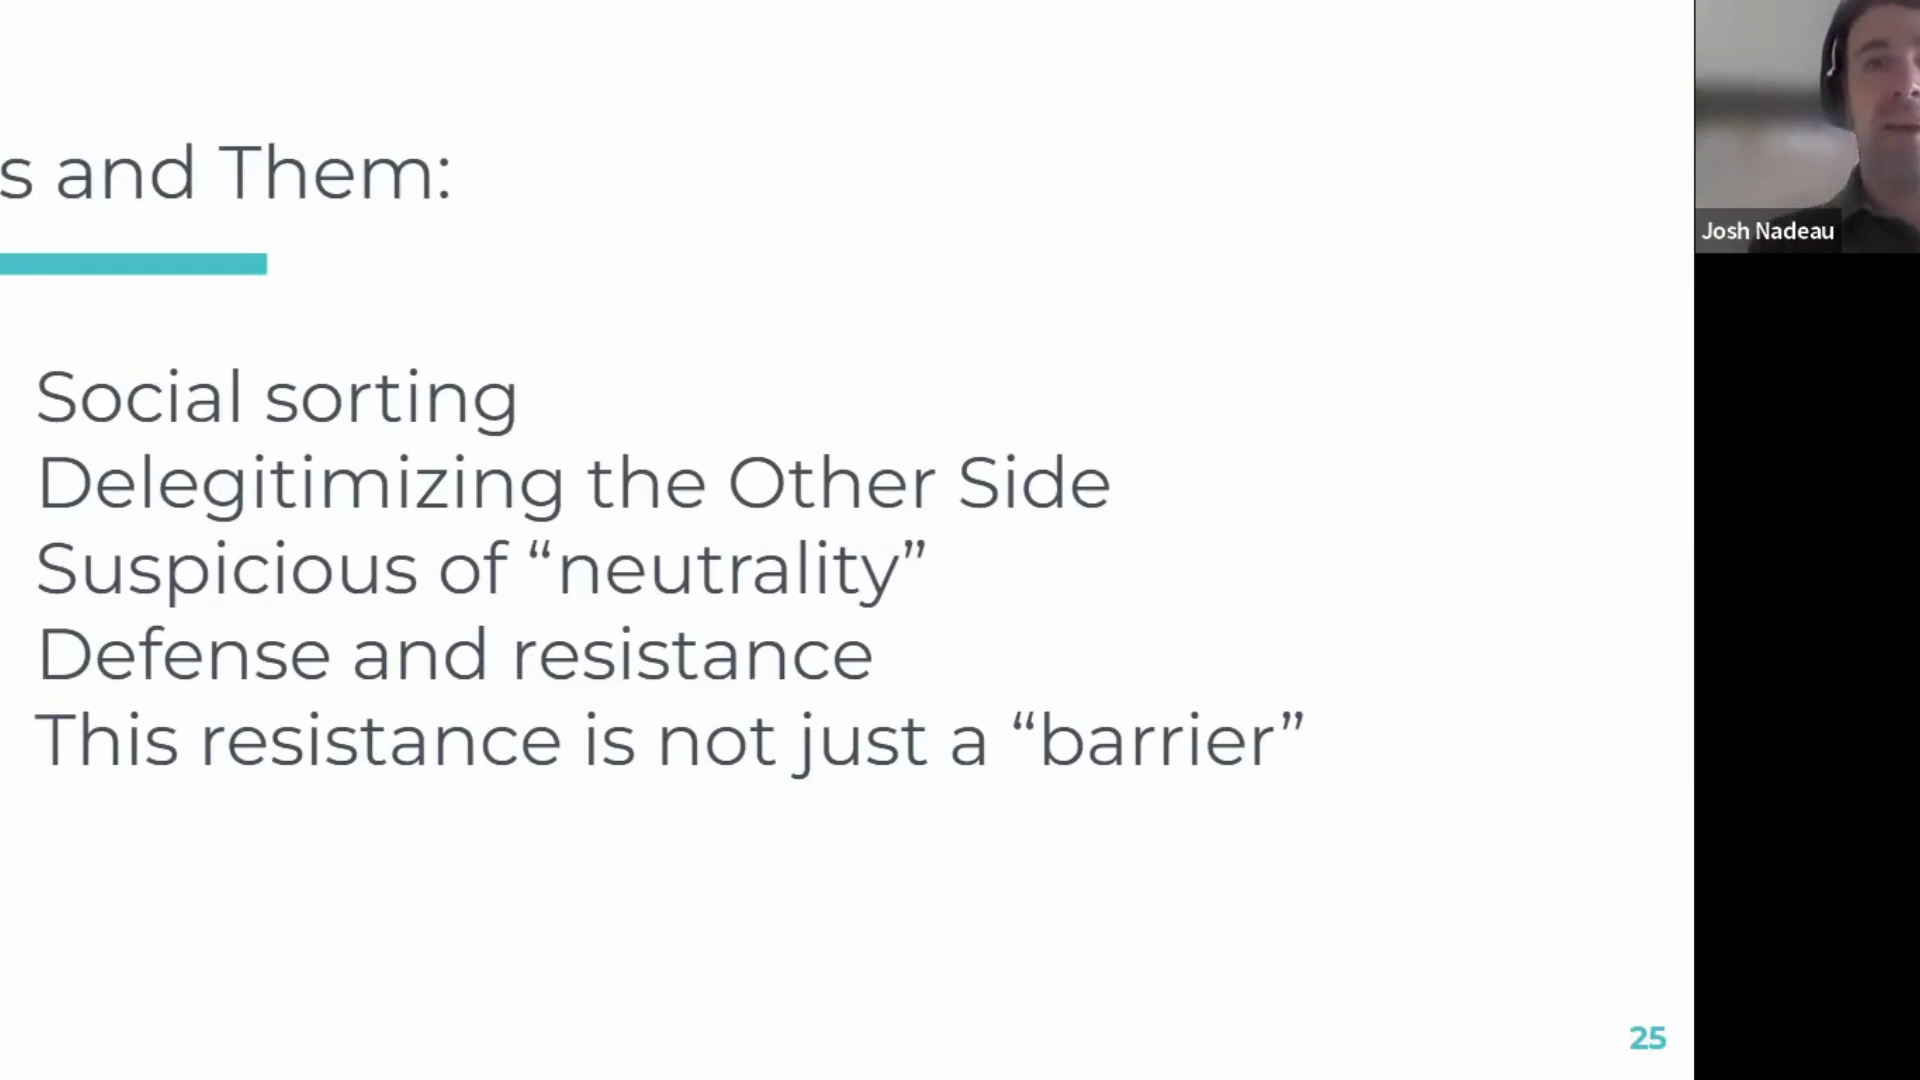 s and Them:
Social sorting
Delegitimizing the Other Side
Suspicious of “neutrality”
Defense and resistance
This resistance is not just a “barrier”
25
Josh Nadeau